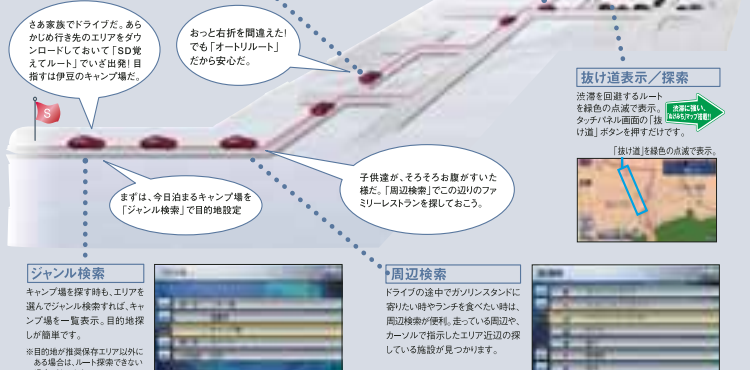 さあ家族でドライブだ。あら
かじめ行き先のエリアをダウ
ンロードしておいて「SD覚
えてルート」でいざ出発！目
指すは伊豆のキャンプ場だ。
おっと右折を間違えた！
でも「オートリルート」
だから安心だ。
S
まずは、今日泊まるキャンプ場を
「ジャンル検索」で目的地設定
子供達が、そろそろお腹がすいた
様だ。「周辺検索」でこの辺りのファ
ミリーレストランを探しておこう。
抜け道表示／探索
渋滞を回避するルート
を緑色の点滅で表示。
タッチパネル画面の「抜
け道」ボタンを押すだけです。
渋滞に強い、
「ぬけみち」マップ搭載!!
「抜け道」を緑色の点滅で表示。
ジャンル検索
キャンプ場を探す時も、エリアを
選んでジャンル検索すれば、キャ
ンプ場を一覧表示。目的地探
しが簡単です。
※目的地が推奨保存エリア以外に
ある場合は、ルート探索できない
周辺検索
ドライブの途中でガソリンスタンドに
寄りたい時やランチを食べたい時は、
周辺検索が便利。走っている周辺や、
カーソルで指示したエリア近辺の探
している施設が見つかります。